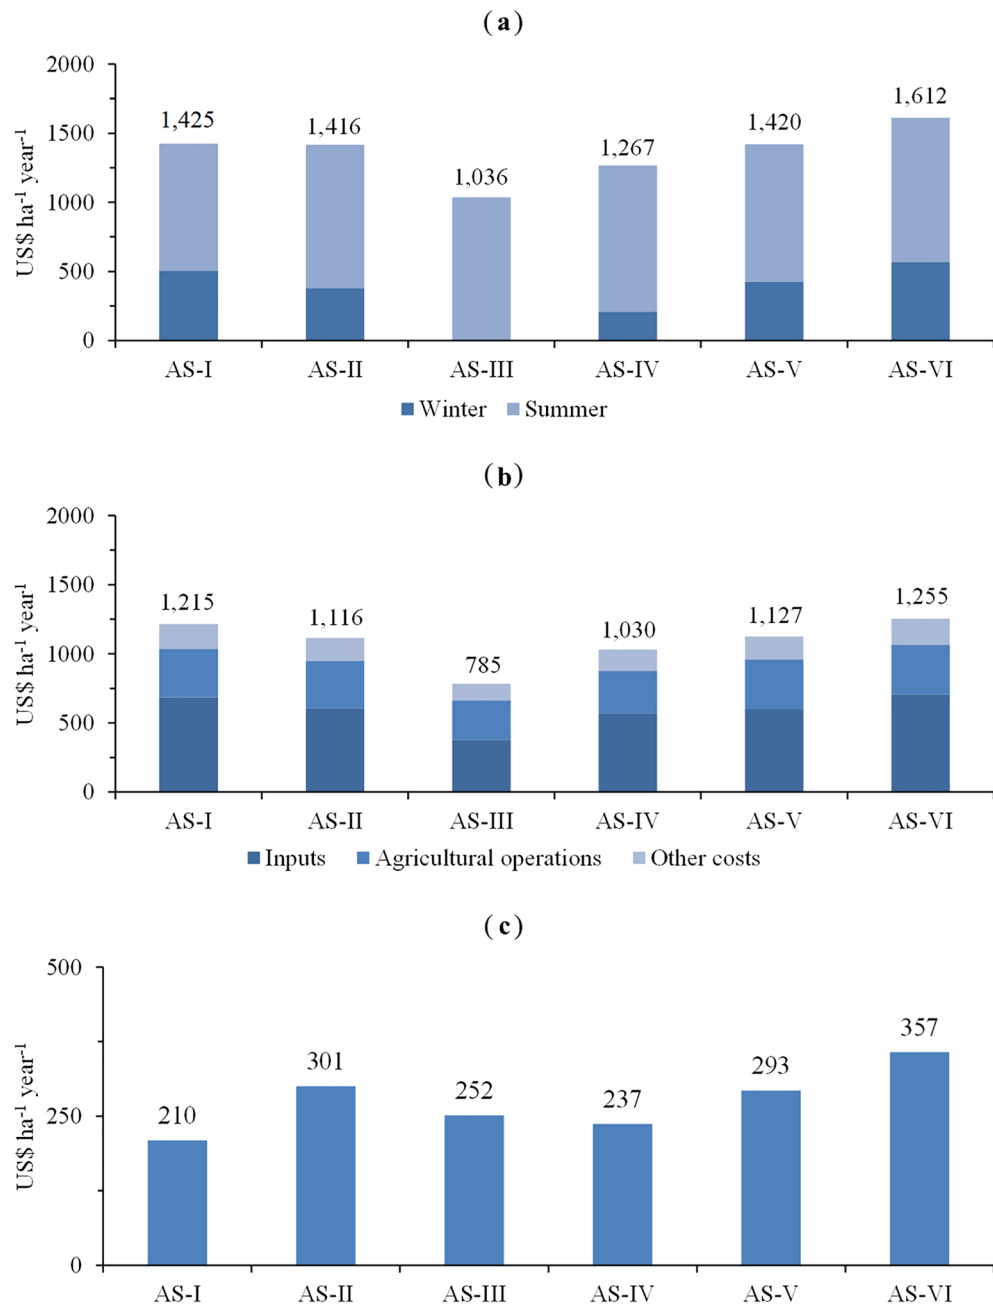 (a)
2000
1500
1000
500
0
US$ ha⁻¹ year⁻¹
1,425 1,416 1,036 1,267 1,420 1,612
AS-I AS-II AS-III AS-IV AS-V AS-VI
Winter Summer
(b)
2000
1500
1000
500
0
US$ ha⁻¹ year⁻¹
1,215 1,116 785 1,030 1,127 1,255
AS-I AS-II AS-III AS-IV AS-V AS-VI
Inputs Agricultural operations Other costs
(c)
500
250
0
US$ ha⁻¹ year⁻¹
210 301 252 237 293 357
AS-I AS-II AS-III AS-IV AS-V AS-VI